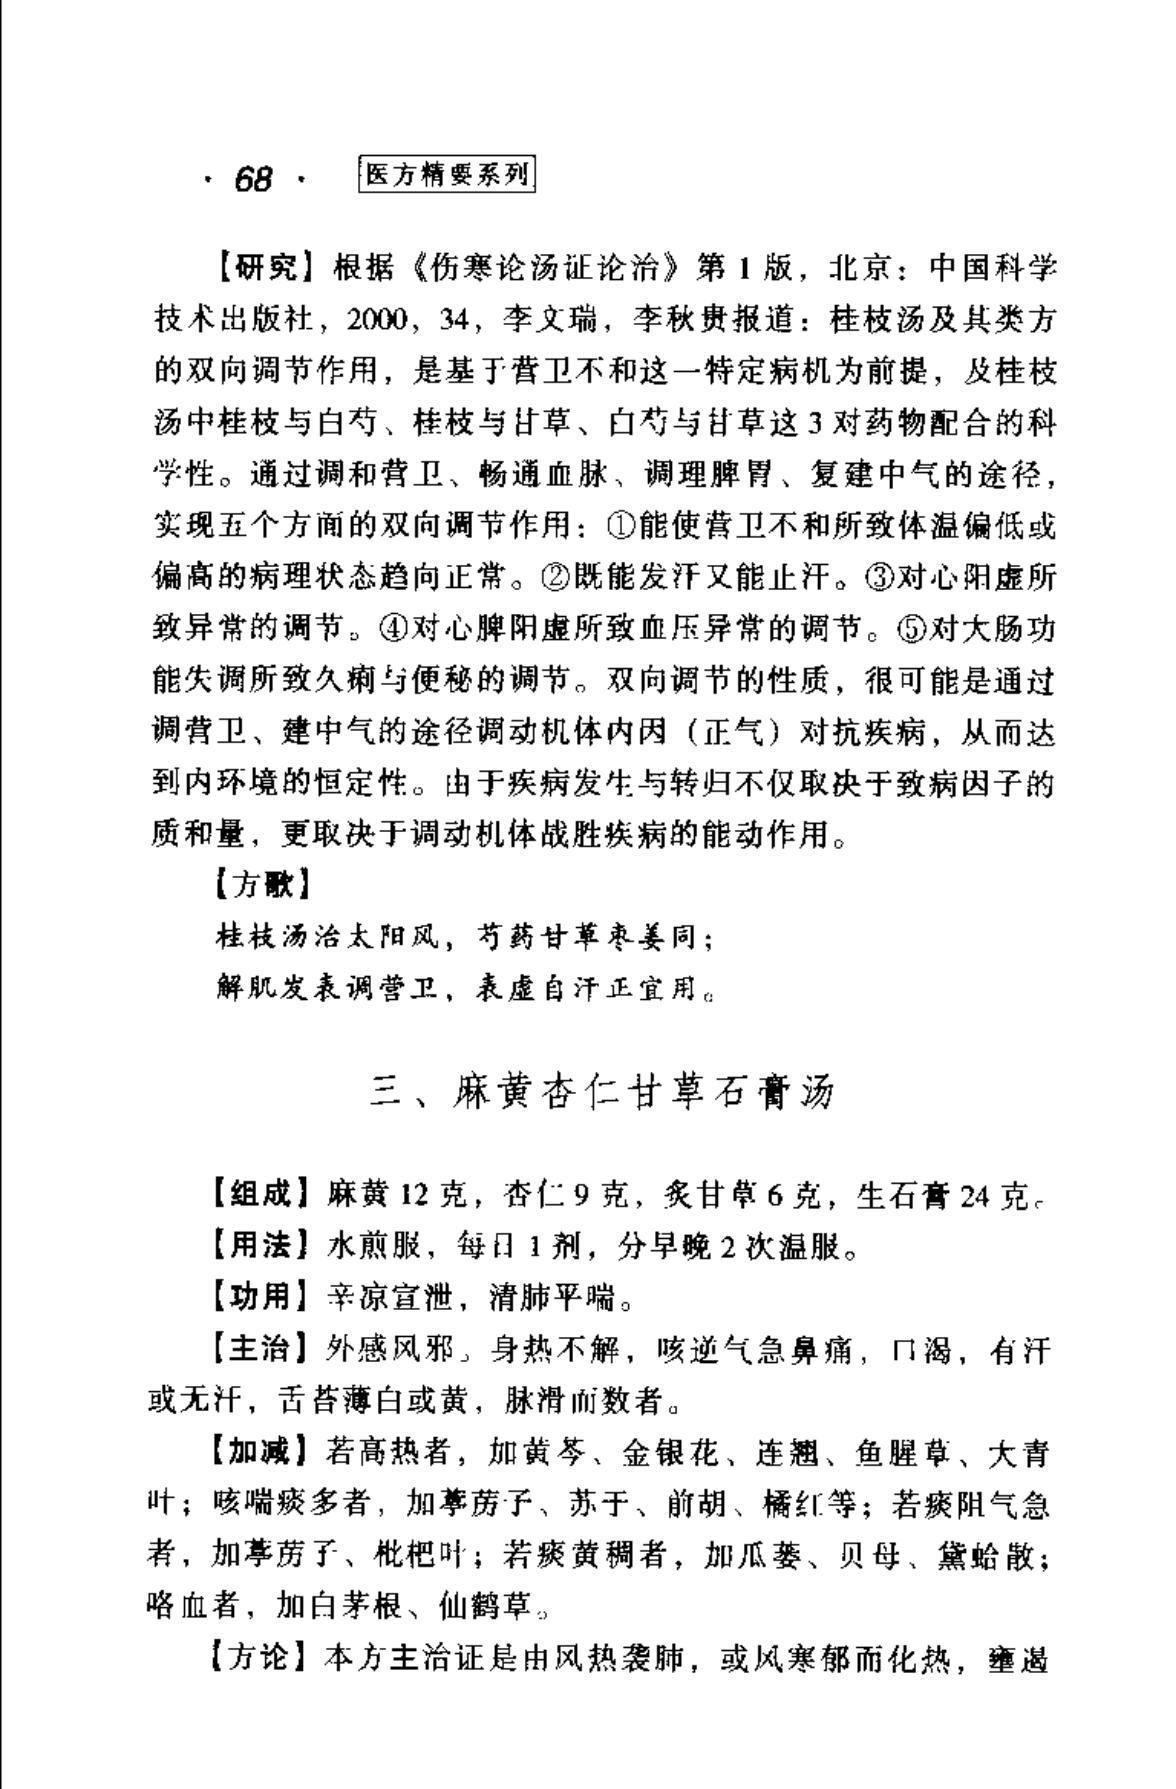 · 68 · 医方精要系列
【研究】根据《伤寒论汤证论治》第 1 版，北京：中国科学
技术出版社，2000，34，李文瑞，李秋贵报道：桂枝汤及其类方
的双向调节作用，是基于营卫不和这一特定病机为前提，及桂枝
汤中桂枝与白芍、桂枝与甘草、白芍与甘草这 3 对药物配合的科
学性。通过调和营卫、畅通血脉、调理脾胃、复建中气的途径，
实现五个方面的双向调节作用：①能使营卫不和所致体温偏低或
偏高的病理状态趋向正常。②既能发汗又能止汗。③对心阳虚所
致异常的调节。④对心脾阳虚所致血压异常的调节。⑤对大肠功
能失调所致久痢与便秘的调节。双向调节的性质，很可能是通过
调营卫、建中气的途径调动机体内因（正气）对抗疾病，从而达
到内环境的恒定性。由于疾病发生与转归不仅取决于致病因子的
质和量，更取决于调动机体战胜疾病的能动作用。
【方歌】
桂枝汤治太阳风，芍药甘草枣姜同；
解肌发表调营卫，表虚自汗正宜用。
三、麻黄杏仁甘草石膏汤
【组成】麻黄 12 克，杏仁 9 克，炙甘草 6 克，生石膏 24 克。
【用法】水煎服，每日 1 剂，分早晚 2 次温服。
【功用】辛凉宣泄，清肺平喘。
【主治】外感风邪。身热不解，咳逆气急鼻痛，口渴，有汗
或无汗，舌苔薄白或黄，脉滑而数者。
【加减】若高热者，加黄芩、金银花、连翘、鱼腥草、大青
叶；咳喘痰多者，加葶苈子、苏子、前胡、橘红等；若痰阻气急
者，加葶苈子、枇杷叶；若痰黄稠者，加瓜蒌、贝母、黛蛤散；
咯血者，加白茅根、仙鹤草。
【方论】本方主治证是由风热袭肺，或风寒郁而化热，壅遏